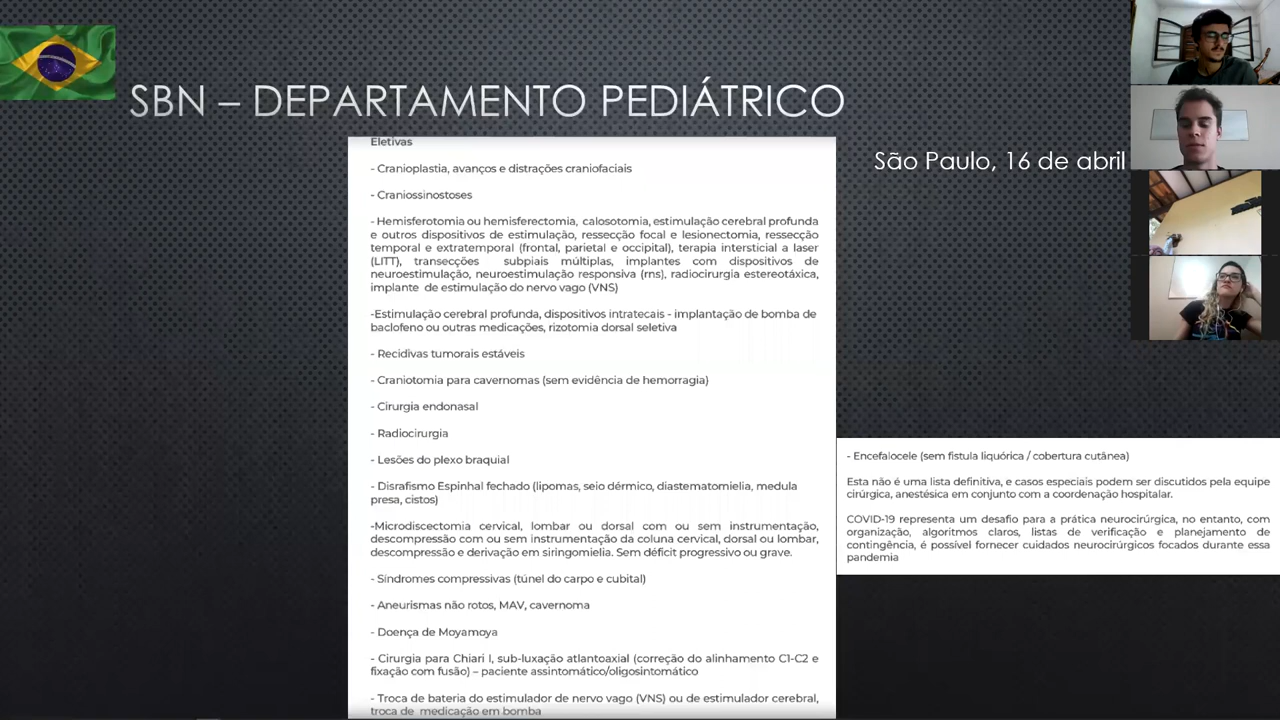 SBN – DEPARTAMENTO PEDIÁTRICO
São Paulo, 16 de abril
Eletivas
- Cranioplastia, avanços e distrações craniofaciais
- Craniossinostoses
- Hemisferotomia ou hemisferectomia, calosotomia, estimulação cerebral profunda
e outros dispositivos de estimulação, ressecção focal e lesionectomia, ressecção
temporal e extratemporal (frontal, parietal e occipital), terapia intersticial a laser
(LITT), transecções subpiais múltiplas, implantes com dispositivos de
neuroestimulação, neuroestimulação responsiva (rns), radiocirurgia estereotáxica,
implante de estimulação do nervo vago (VNS)
-Estimulação cerebral profunda, dispositivos intratecais - implantação de bomba de
baclofeno ou outras medicações, rizotomia dorsal seletiva
- Recidivas tumorais estáveis
- Craniotomia para cavernomas (sem evidência de hemorragia)
- Cirurgia endonasal
- Radiocirurgia
- Lesões do plexo braquial
- Disrafismo Espinhal fechado (lipomas, seio dérmico, diastematomielia, medula
presa, cistos)
-Microdiscectomia cervical, lombar ou dorsal com ou sem instrumentação,
descompressão com ou sem instrumentação da coluna cervical, dorsal ou lombar,
descompressão e derivação em siringomielia. Sem déficit progressivo ou grave.
- Síndromes compressivas (túnel do carpo e cubital)
- Aneurismas não rotos, MAV, cavernoma
- Doença de Moyamoya
- Cirurgia para Chiari I, sub-luxação atlantoaxial (correção do alinhamento C1-C2 e
fixação com fusão) – paciente assintomático/oligosintomático
- Troca de bateria do estimulador de nervo vago (VNS) ou de estimulador cerebral,
troca de medicação em bomba
- Encefalocele (sem fistula liquórica / cobertura cutânea)
Esta não é uma lista definitiva, e casos especiais podem ser discutidos pela equipe
cirúrgica, anestésica em conjunto com a coordenação hospitalar.
COVID-19 representa um desafio para a prática neurocirúrgica, no entanto, com
organização, algoritmos claros, listas de verificação e planejamento de
contingência, é possível fornecer cuidados neurocirúrgicos focados durante essa
pandemia